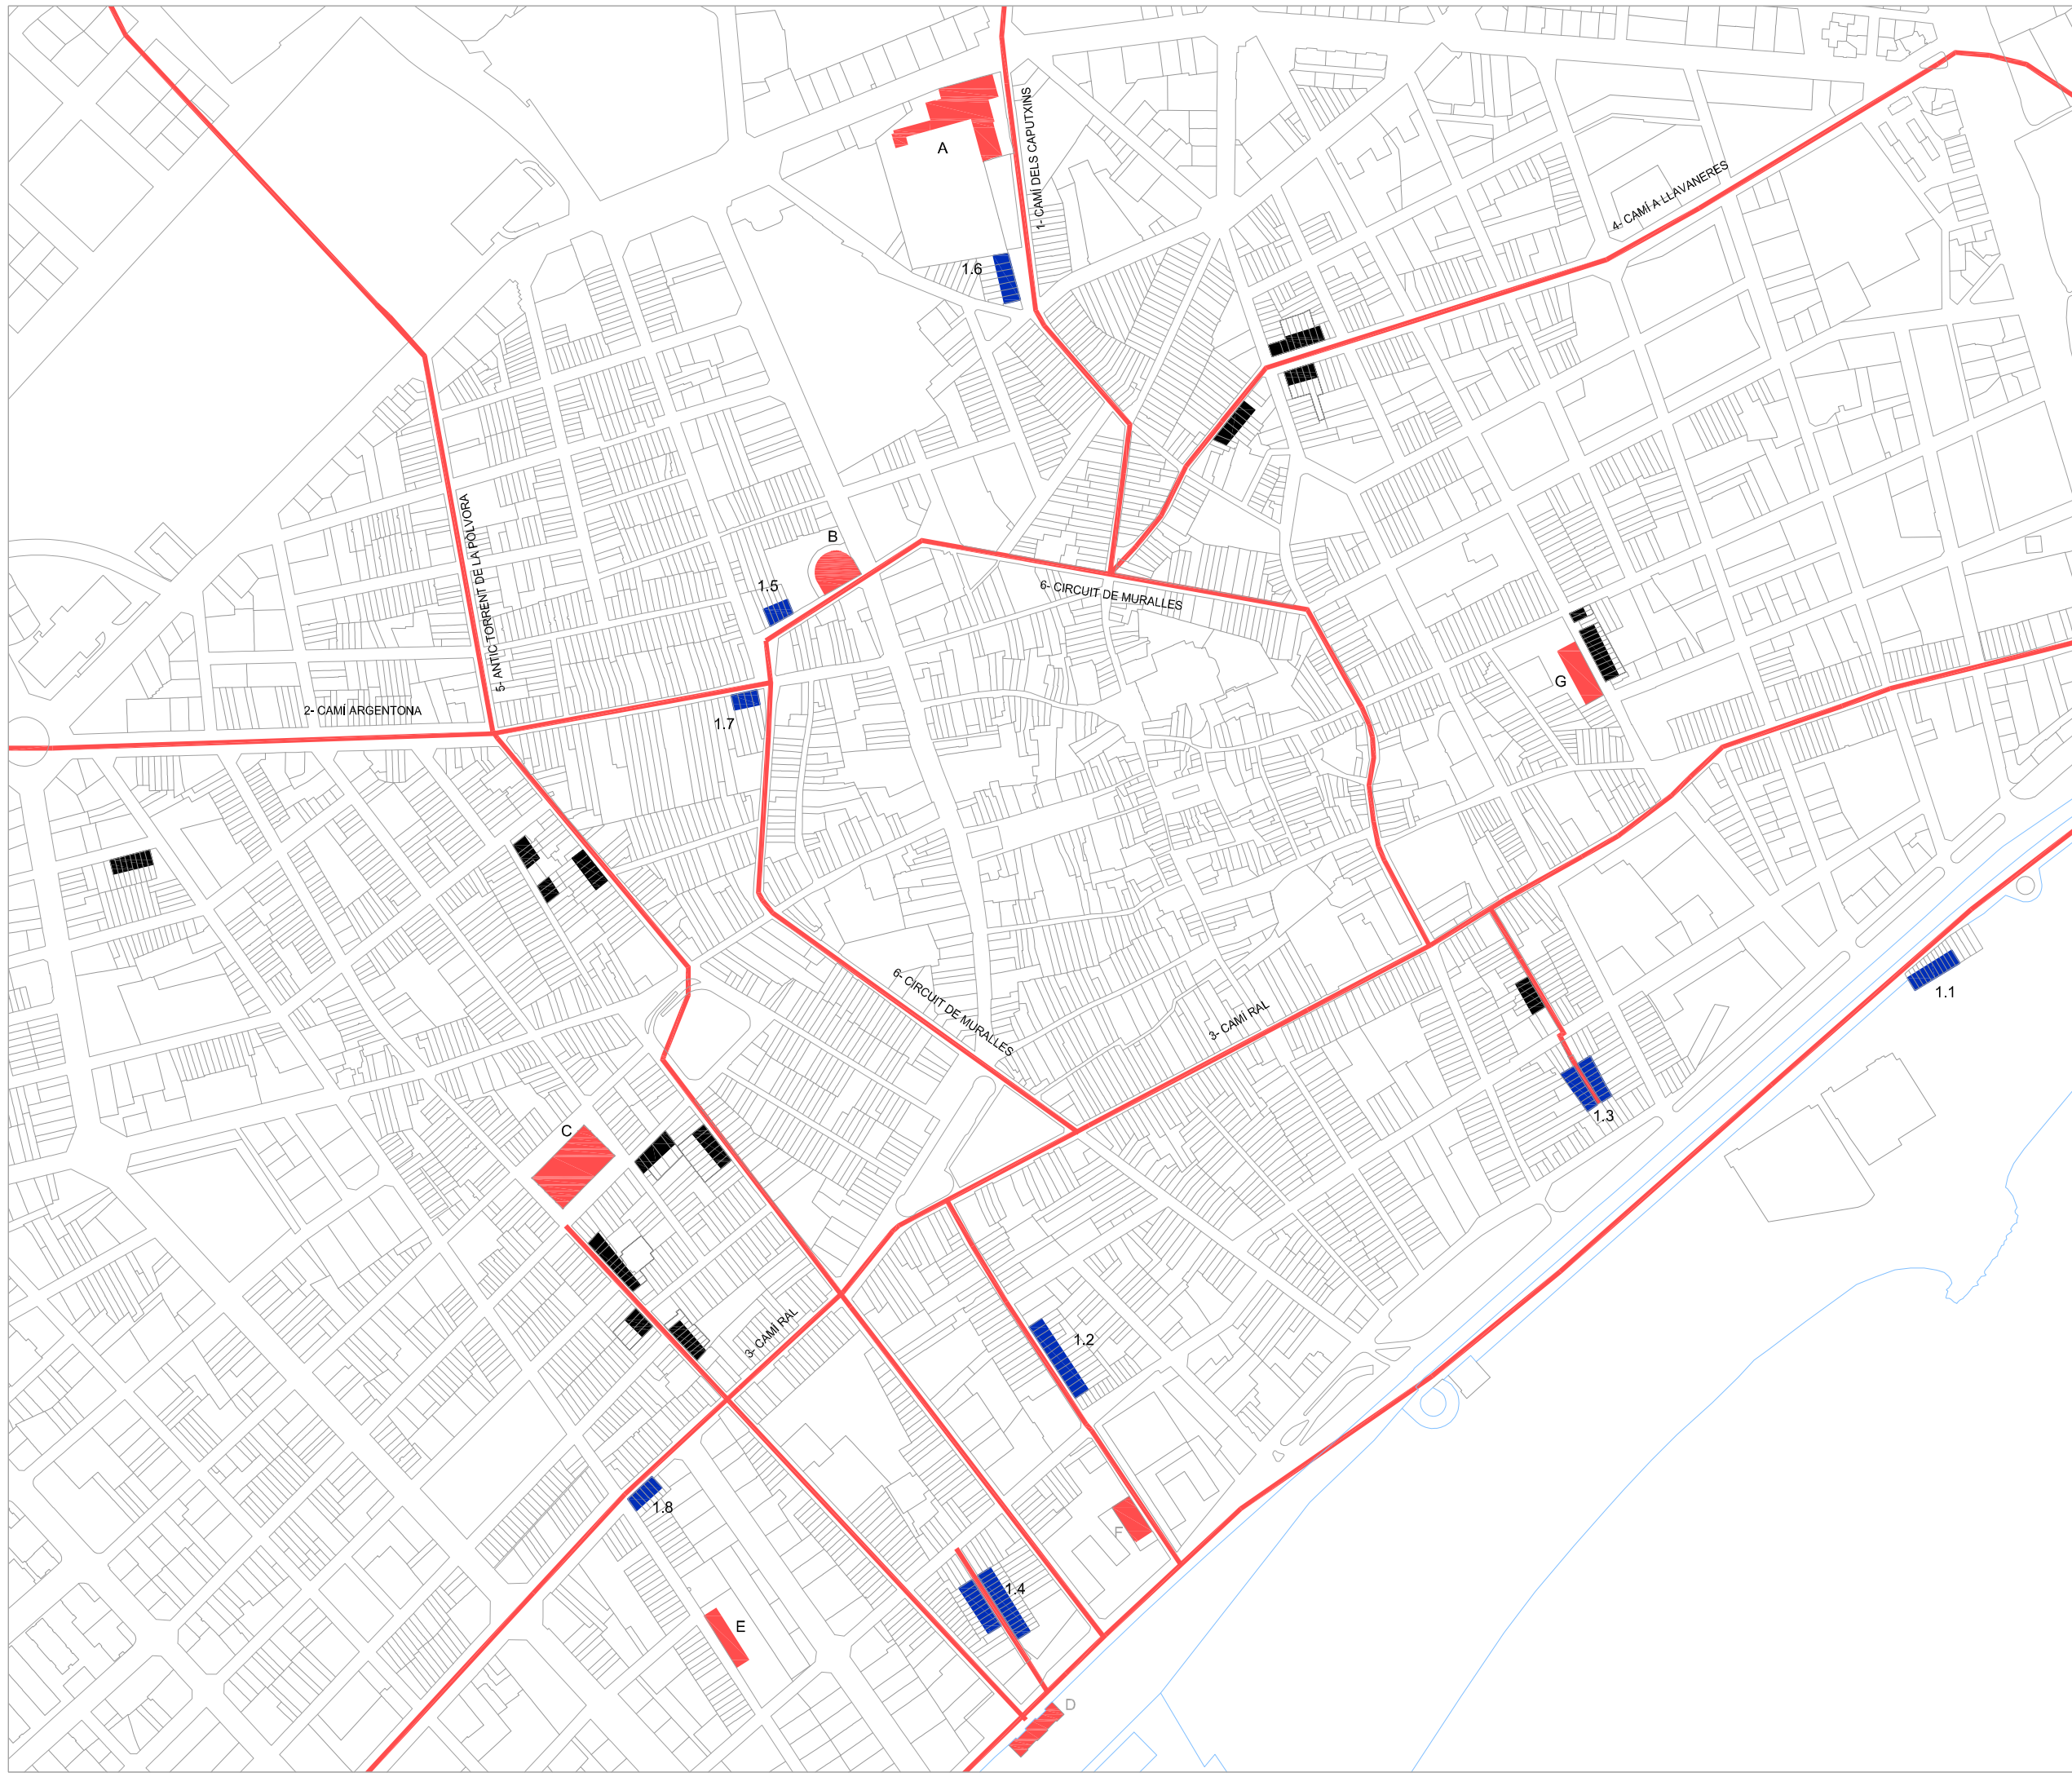 A
1- CAMÍ DELS CAPUTXINS
4- CAMÍ A LLAVANERES
1.6
5- ANTIC TORRENT DE LA POLVORA
B
1.5
6- CIRCUIT DE MURALLES
G
2- CAMÍ ARGENTONA
1.7
6- CIRCUIT DE MURALLES
1.1
3- CAMÍ RAL
1.3
C
1.2
3- CAMÍ RAL
1.8
F
1.4
E
D